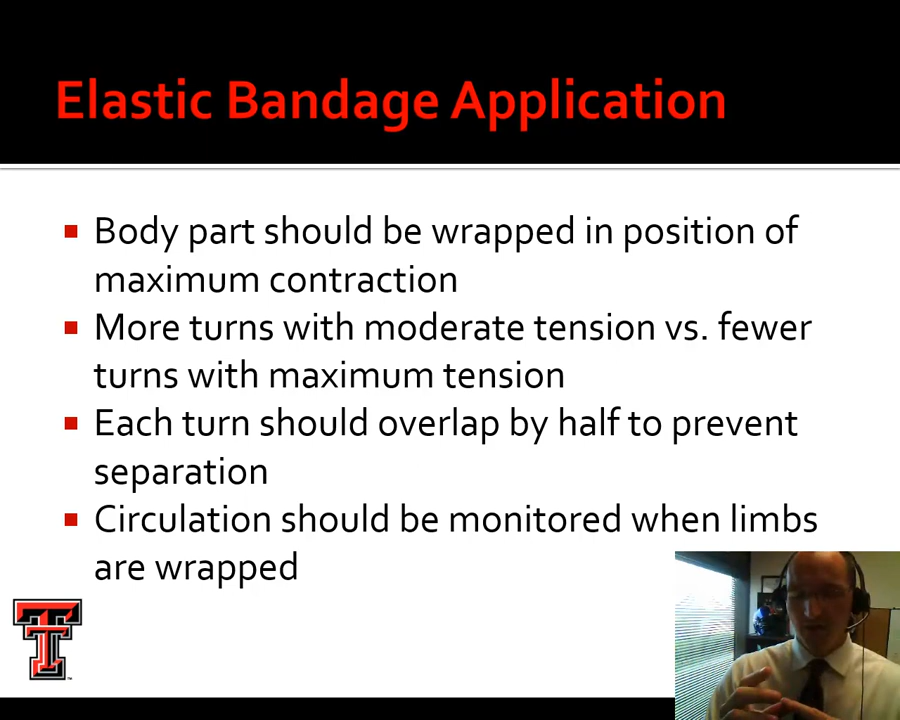 Elastic Bandage Application
Body part should be wrapped in position of
maximum contraction
More turns with moderate tension vs. fewer
turns with maximum tension
Each turn should overlap by half to prevent
separation
Circulation should be monitored when limbs
are wrapped